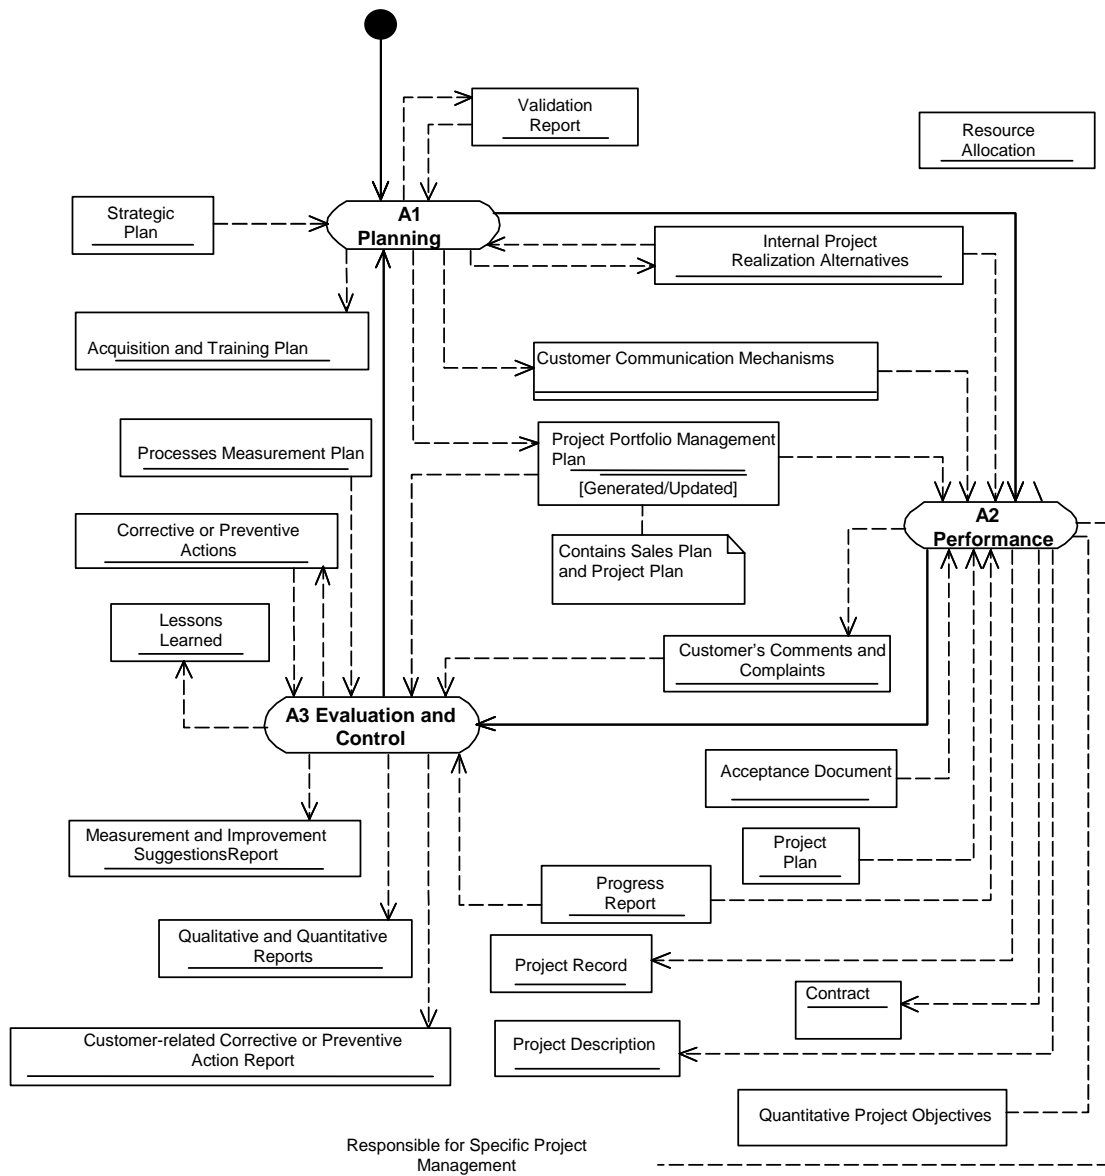 Validation
Report
Resource
Allocation
Strategic
Plan
A1
Planning
Internal Project
Realization Alternatives
Acquisition and Training Plan
Customer Communication Mechanisms
Processes Measurement Plan
Project Portfolio Management
Plan
[Generated/Updated]
Corrective or Preventive
Actions
A2
Performance
Contains Sales Plan
and Project Plan
Lessons
Learned
Customer's Comments and
Complaints
A3 Evaluation and
Control
Acceptance Document
Measurement and Improvement
SuggestionsReport
Project
Plan
Progress
Report
Qualitative and Quantitative
Reports
Project Record
Contract
Customer-related Corrective or Preventive
Action Report
Project Description
Quantitative Project Objectives
Responsible for Specific Project
Management